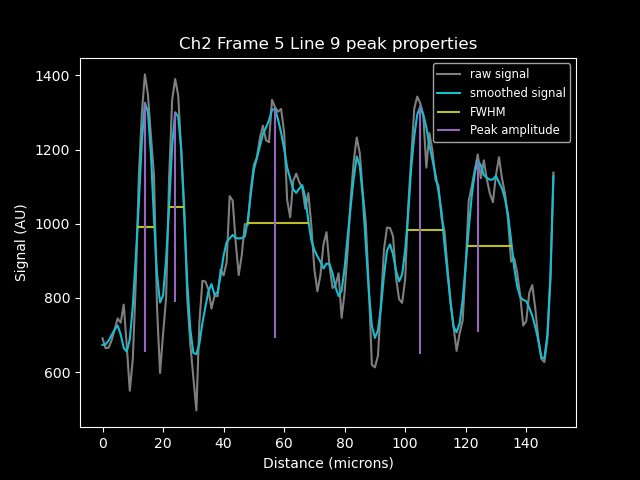 Ch2 Frame 5 Line 9 peak properties
raw signal
smoothed signal
FWHM
Peak amplitude
1400
1200
1000
800
600
Signal (AU)
0 20 40 60 80 100 120 140
Distance (microns)